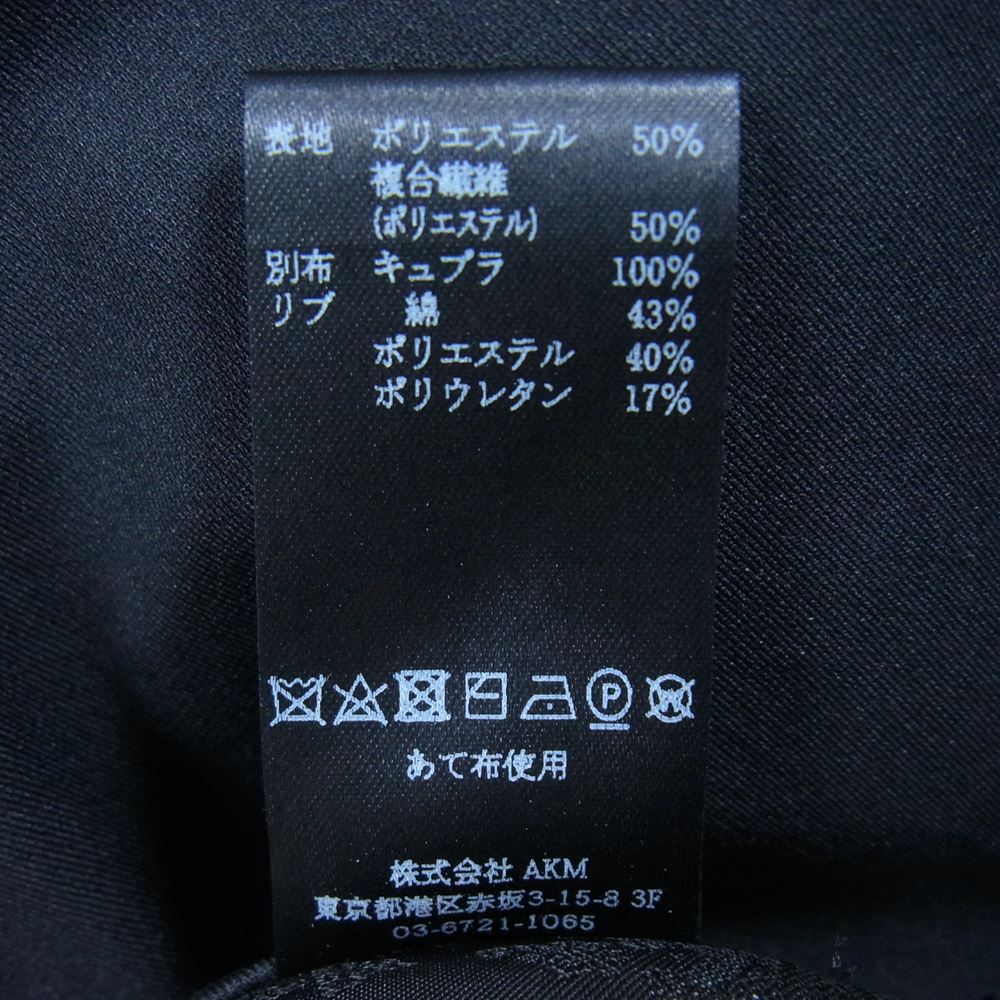 表地 ポリエステル 50%
複合繊維
(ポリエステル) 50%
別布 キュプラ 100%
リブ 綿 43%
ポリエステル 40%
ポリウレタン 17%
P W
あて布使用
株式会社 AKM
東京都港区赤坂3-15-8 3F
03-6721-1065